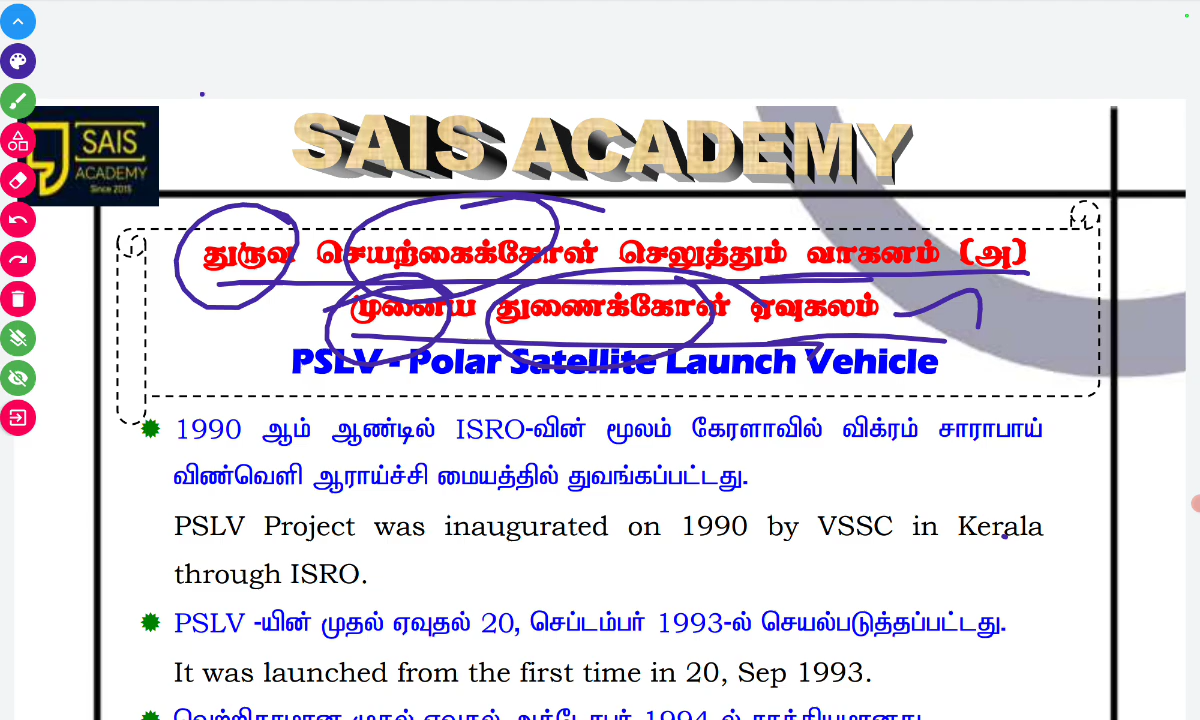 SAIS
ACADEMY
Since 2015
SAIS ACADEMY
துருவ செயற்கைக்கோள் செலுத்தும் வாகனம் (அ)
முனைய துணைக்கோள் ஏவுகலம்
PSLV - Polar Satellite Launch Vehicle
1990 ஆம் ஆண்டில் ISRO-வின் மூலம் கேரளாவில் விக்ரம் சாராபாய்
விண்வெளி ஆராய்ச்சி மையத்தில் துவங்கப்பட்டது.
PSLV Project was inaugurated on 1990 by VSSC in Kerala
through ISRO.
PSLV -யின் முதல் ஏவுதல் 20, செப்டம்பர் 1993-ல் செயல்படுத்தப்பட்டது.
It was launched from the first time in 20, Sep 1993.